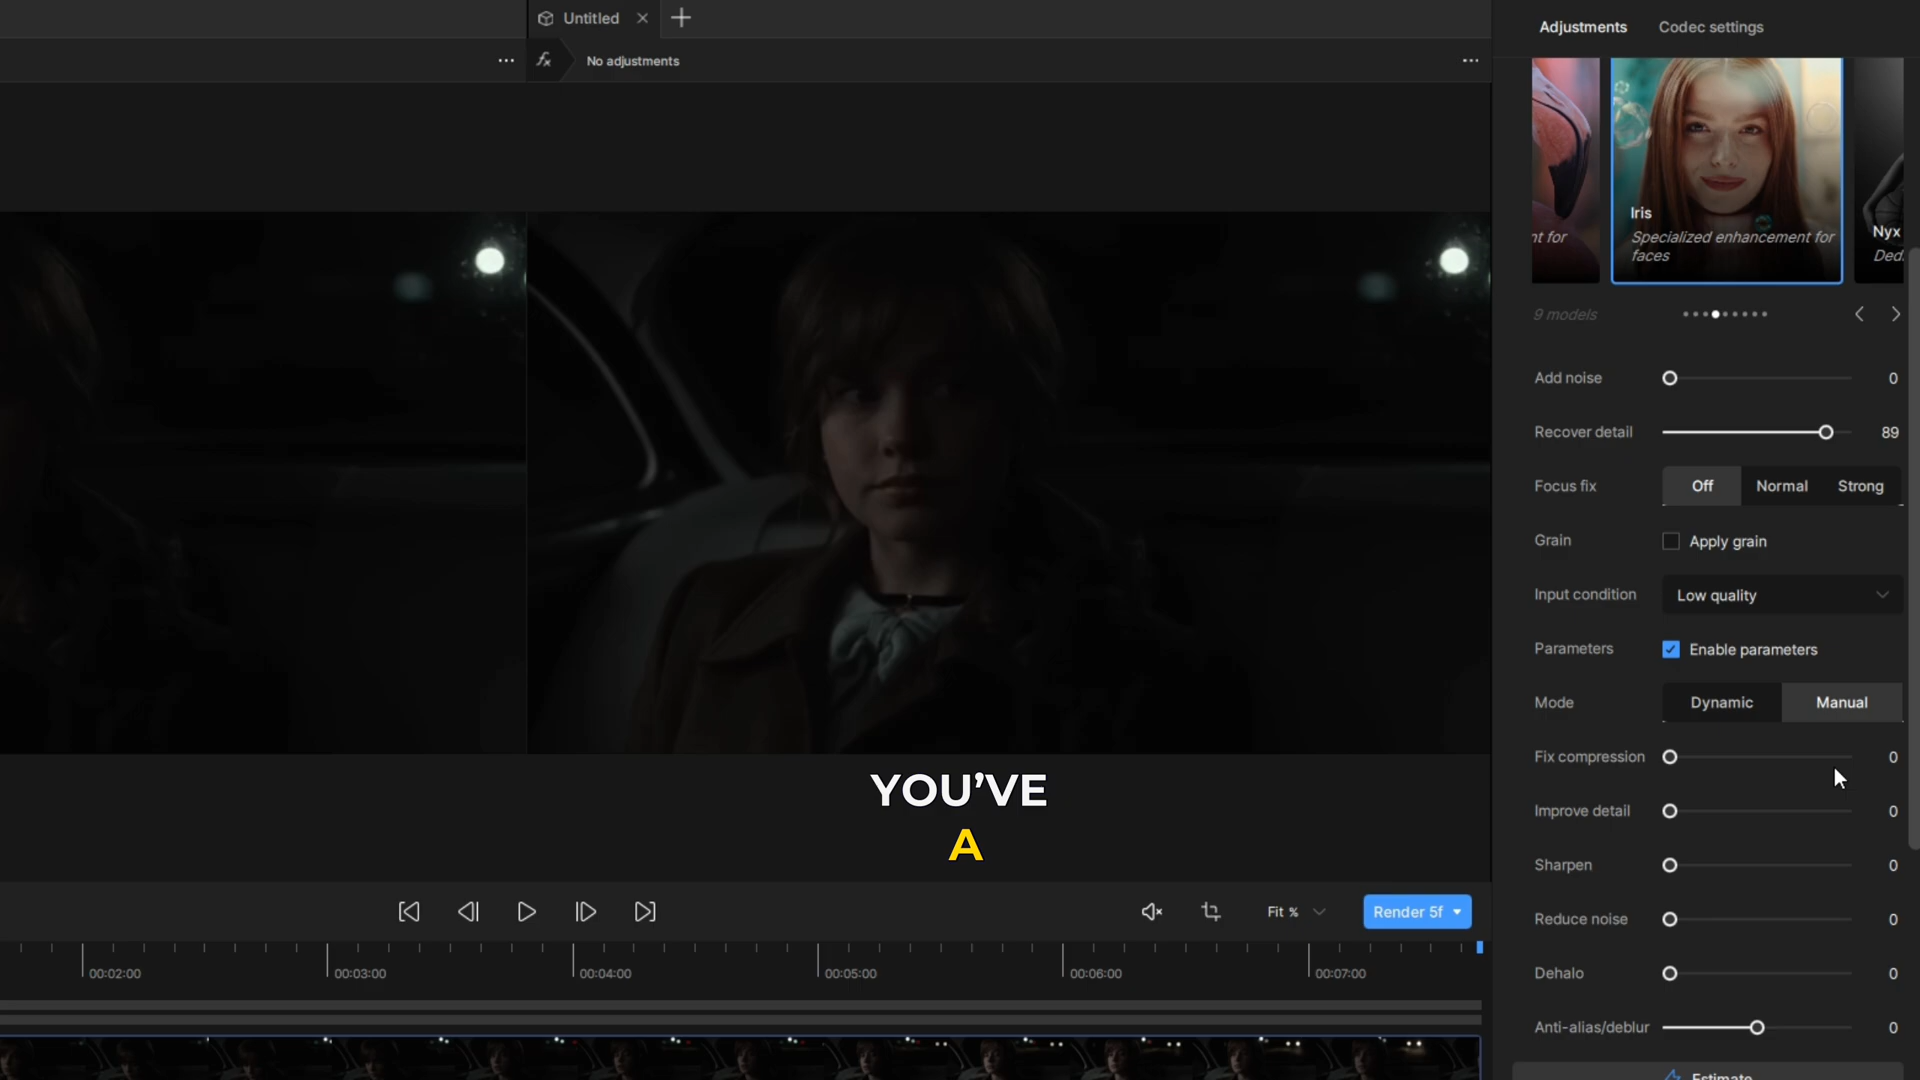 Untitled
No adjustments
Adjustments
Codec settings
nt for
Iris
Specialized enhancement for
faces
Nyx
Ded
9 models
Add noise 0
Recover detail 89
Focus fix Off Normal Strong
Grain Apply grain
Input condition Low quality
Parameters Enable parameters
Mode Dynamic Manual
Fix compression 0
Improve detail 0
Sharpen 0
Reduce noise 0
Dehalo 0
Anti-alias/deblur 0
Estimate
YOU'VE
A
Fit %
Render 5f
00:02:00
00:03:00
00:04:00
00:05:00
00:06:00
00:07:00